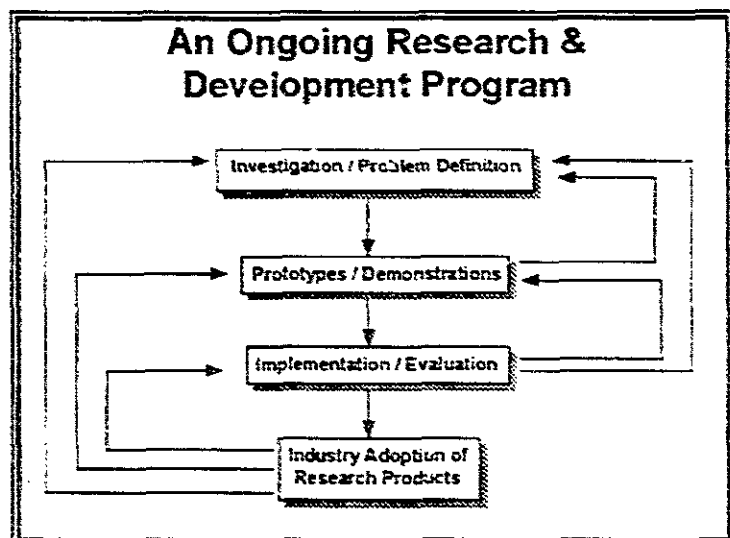 An Ongoing Research &
Development Program
Investigation / Problem Definition
Prototypes / Demonstrations
Implementation / Evaluation
Industry Adoption of
Research Products